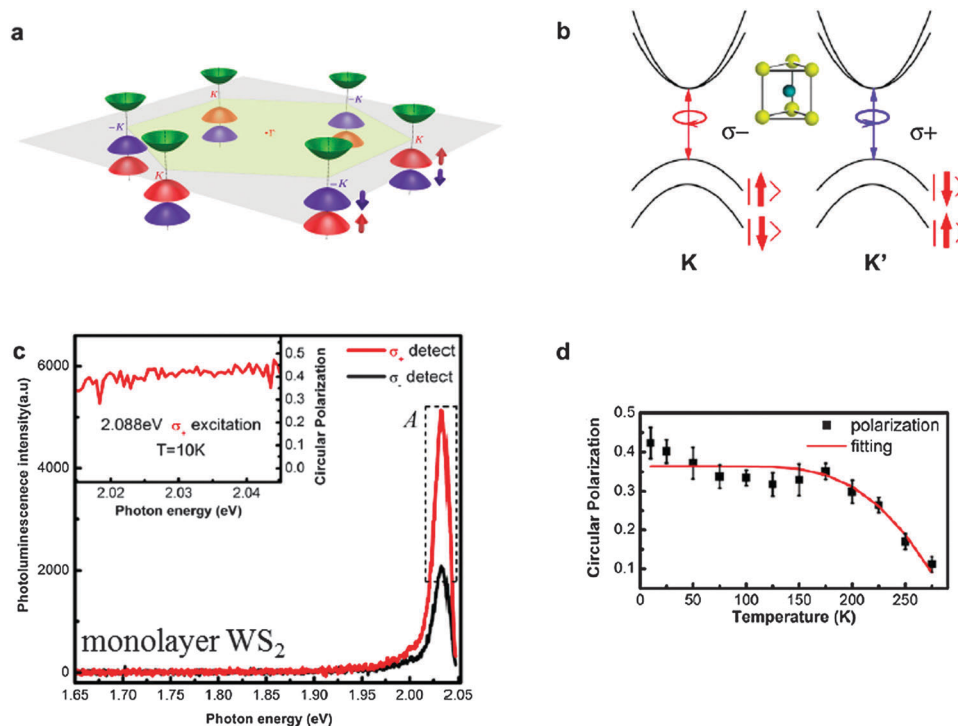 a
K
-K
-K
K
-Γ
K
-K
b
σ−
σ+
K
K'
c
6000
4000
2000
0
Photoluminescence intensity(a.u)
σ+ detect
σ- detect
A
0.5
0.4
0.3
0.2
0.1
0.0
Circular Polarization
2.088eV σ+ excitation
T=10K
2.02 2.03 2.04
Photon energy (eV)
monolayer WS2
1.65 1.70 1.75 1.80 1.85 1.90 1.95 2.00 2.05
Photon energy (eV)
d
0.5
0.4
0.3
0.2
0.1
Circular Polarization
polarization
fitting
0 50 100 150 200 250
Temperature (K)